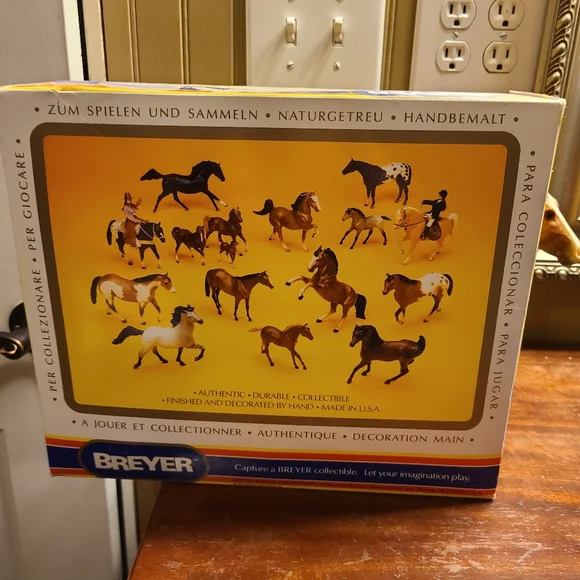 • ZUM SPIELEN UND SAMMELN • NATURGETREU • HANDBEMALT •
• PER COLLEZIONARE • PER GIOCARE •
• PARA COLECCIONAR • PARA JUGAR •
• AUTHENTIC • DURABLE • COLLECTIBLE
• FINISHED AND DECORATED BY HAND • MADE IN U.S.A.
• A JOUER ET COLLECTIONNER • AUTHENTIQUE • DECORATION MAIN •
BREYER
Capture a BREYER collectible. Let your imagination play.